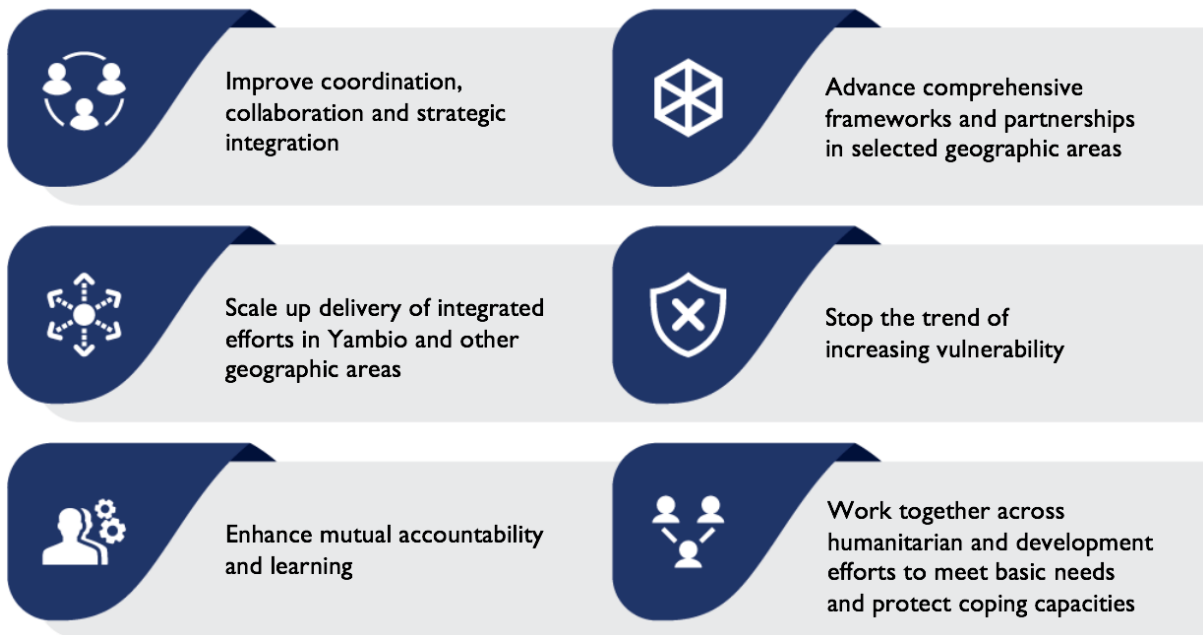 Improve coordination,
collaboration and strategic
integration
Advance comprehensive
frameworks and partnerships
in selected geographic areas
Scale up delivery of integrated
efforts in Yambio and other
geographic areas
Stop the trend of
increasing vulnerability
Enhance mutual accountability
and learning
Work together across
humanitarian and development
efforts to meet basic needs
and protect coping capacities